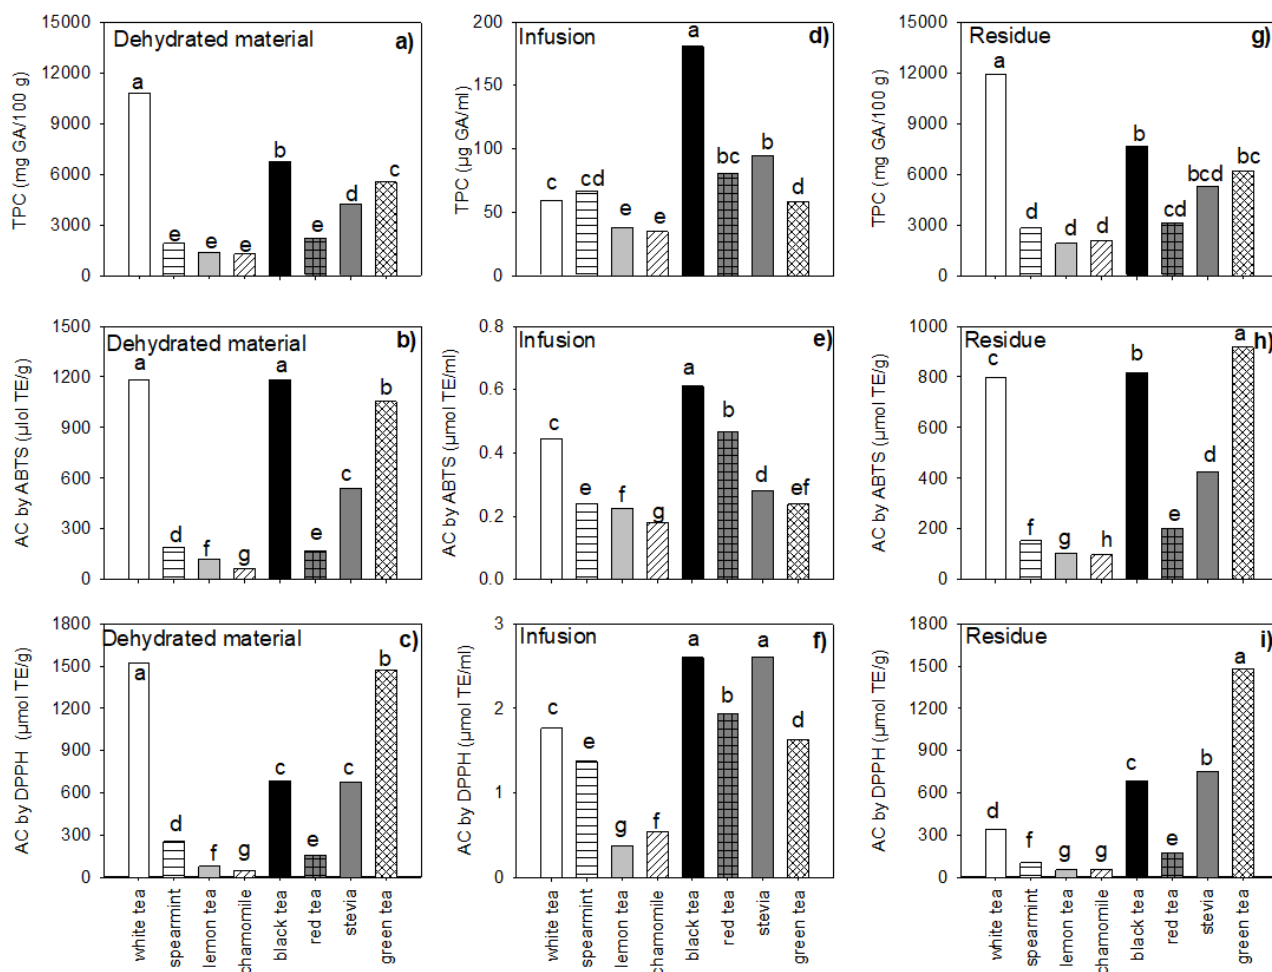 15000
12000
9000
6000
3000
0
TPC (mg GA/100 g)
Dehydrated material
a)
a
e
e
e
b
e
d
c
200
150
100
50
0
TPC (µg GA/ml)
Infusion
d)
c
cd
e
e
a
bc
b
d
15000
12000
9000
6000
3000
0
TPC (mg GA/100 g)
Residue
g)
a
d
d
d
b
cd
bcd
bc
1500
1200
900
600
300
0
AC by ABTS (µlol TE/g)
Dehydrated material
b)
a
d
f
g
a
e
c
b
0.8
0.6
0.4
0.2
0.0
AC by ABTS (µmol TE/ml)
Infusion
e)
c
e
f
g
a
b
d
ef
1000
800
600
400
200
0
AC by ABTS (µmol TE/g)
Residue
h)
c
f
g
h
b
e
d
a
1800
1500
1200
900
600
300
0
AC by DPPH (µmol TE/g)
Dehydrated material
c)
a
d
f
g
c
e
c
b
white tea
spearmint
lemon tea
chamomile
black tea
red tea
stevia
green tea
3
2
1
0
AC by DPPH (µmol TE/ml)
Infusion
f)
c
e
g
f
a
b
a
d
white tea
spearmint
lemon tea
chamomile
black tea
red tea
stevia
green tea
1800
1500
1200
900
600
300
0
AC by DPPH (µmol TE/g)
Residue
i)
d
f
g
g
c
e
b
a
white tea
spearmint
lemon tea
chamomile
black tea
red tea
stevia
green tea